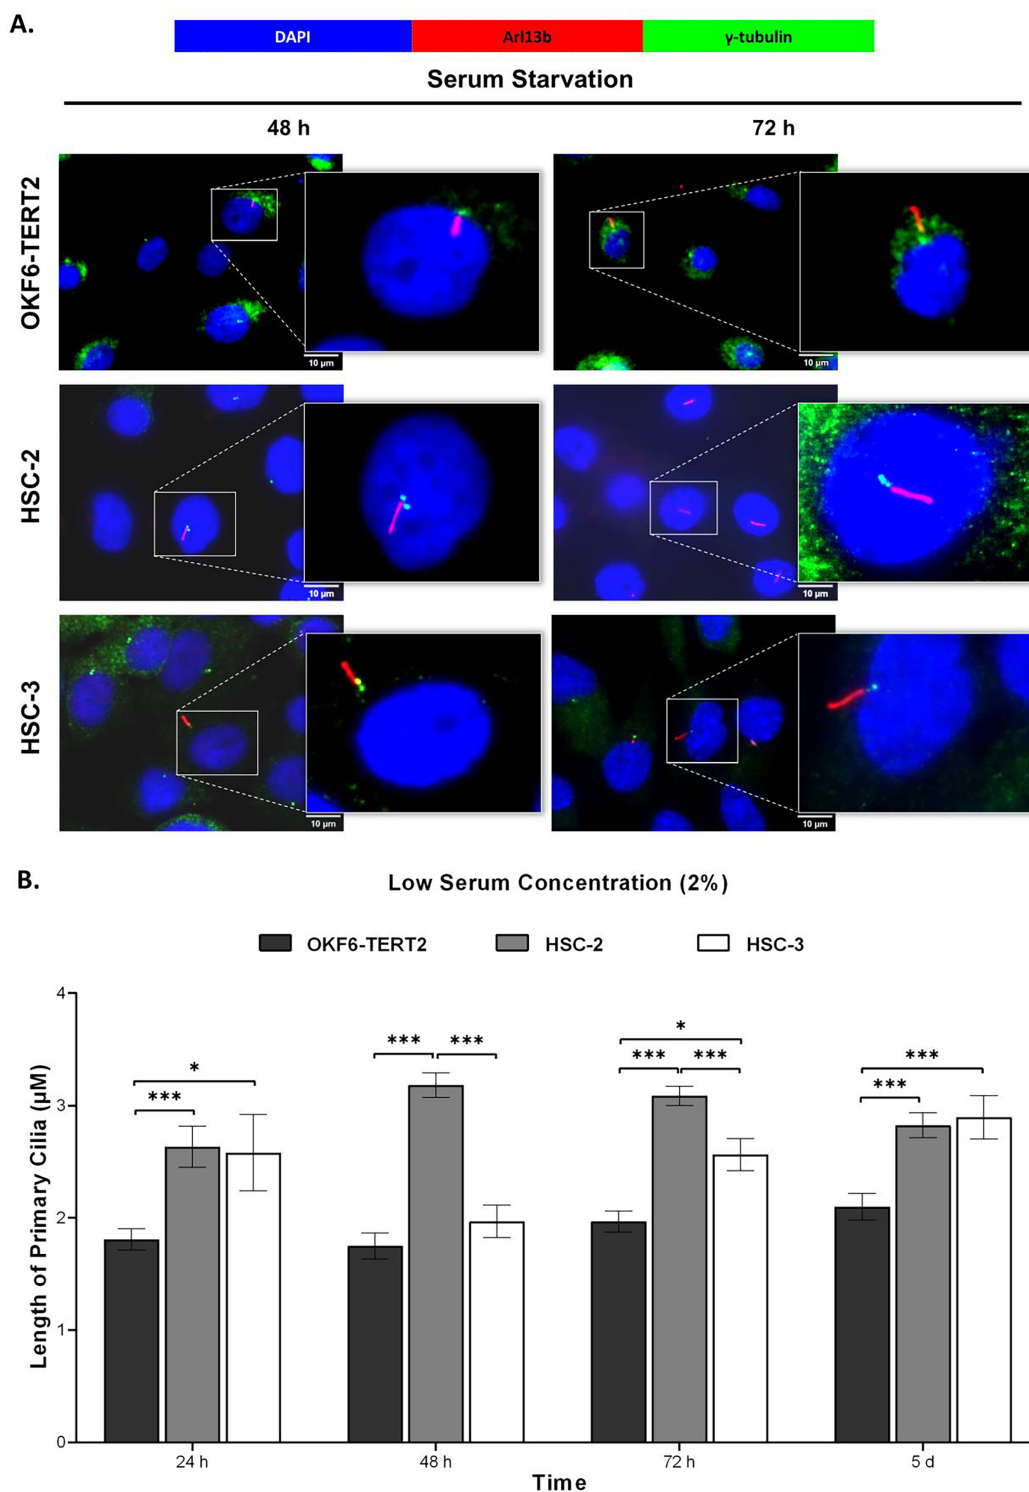 A.
DAPI Arl13b γ-tubulin
Serum Starvation
48 h 72 h
OKF6-TERT2
10 µm 10 µm
HSC-2
10 µm 10 µm
HSC-3
10 µm 10 µm
B.
Low Serum Concentration (2%)
OKF6-TERT2 HSC-2 HSC-3
Length of Primary Cilia (µM)
4
3
2
1
0
* *** *** *** * *** *** *** ***
24 h 48 h 72 h 5 d
Time